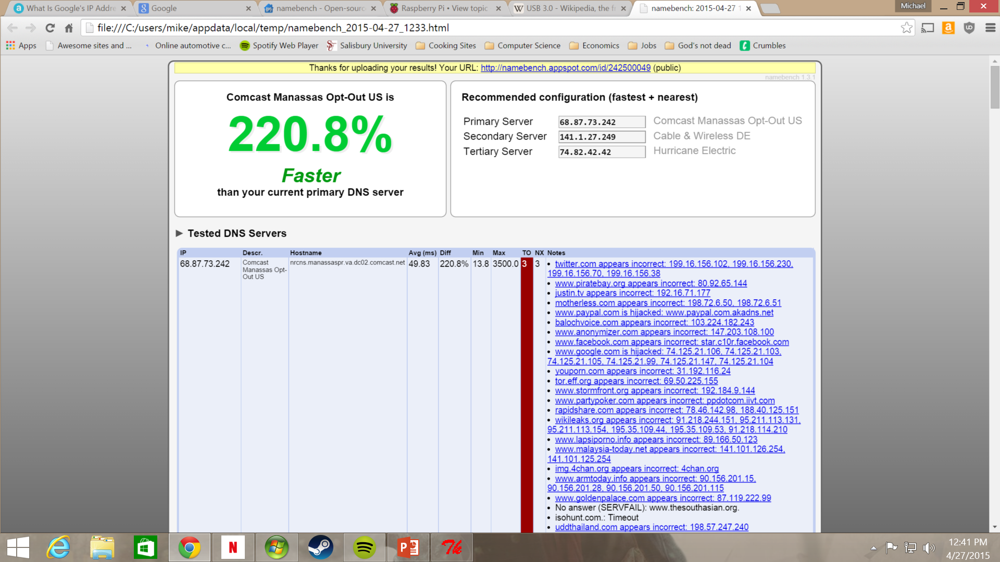 What Is Google's IP Addre
Google
namebench - Open-sourc
Raspberry Pi • View topic
USB 3.0 - Wikipedia, the f
namebench: 2015-04-27 1
Michael
file:///C:/users/mike/appdata/local/temp/namebench_2015-04-27_1233.html
Apps
Awesome sites and ...
Online automotive c...
Spotify Web Player
Salisbury University
Cooking Sites
Computer Science
Economics
Jobs
God's not dead
Crumbles
Thanks for uploading your results! Your URL: http://namebench.appspot.com/id/242500049 (public)
namebench 1.3.1
Comcast Manassas Opt-Out US is
220.8%
Faster
than your current primary DNS server
Recommended configuration (fastest + nearest)
Primary Server 68.87.73.242 Comcast Manassas Opt-Out US
Secondary Server 141.1.27.249 Cable & Wireless DE
Tertiary Server 74.82.42.42 Hurricane Electric
Tested DNS Servers
IP Descr. Hostname Avg (ms) Diff Min Max TO NX Notes
68.87.73.242
Comcast
Manassas Opt-
Out US
nrcns.manassaspr.va.dc02.comcast.net
49.83 220.8% 13.8 3500.0 3 3
• twitter.com appears incorrect: 199.16.156.102, 199.16.156.230,
199.16.156.70, 199.16.156.38
• www.piratebay.org appears incorrect: 80.92.65.144
• justin.tv appears incorrect: 192.16.71.177
• motherless.com appears incorrect: 198.72.6.50, 198.72.6.51
• www.paypal.com is hijacked: www.paypal.com.akadns.net
• balochvoice.com appears incorrect: 103.224.182.243
• www.anonymizer.com appears incorrect: 147.203.108.100
• www.facebook.com appears incorrect: star.c10r.facebook.com
• www.google.com is hijacked: 74.125.21.106, 74.125.21.103,
74.125.21.105, 74.125.21.99, 74.125.21.147, 74.125.21.104
• youporn.com appears incorrect: 31.192.116.24
• tor.eff.org appears incorrect: 69.50.225.155
• www.stormfront.org appears incorrect: 192.184.9.144
• www.partypoker.com appears incorrect: ppdotcom.iivt.com
• rapidshare.com appears incorrect: 78.46.142.98, 188.40.125.151
• wikileaks.org appears incorrect: 91.218.244.151, 95.211.113.131,
95.211.113.154, 195.35.109.44, 195.35.109.53, 91.218.114.210
• www.lapsiporno.info appears incorrect: 89.166.50.123
• www.malaysia-today.net appears incorrect: 141.101.126.254,
141.101.125.254
• img.4chan.org appears incorrect: 4chan.org
• www.armtoday.info appears incorrect: 90.156.201.15,
90.156.201.28, 90.156.201.50, 90.156.201.115
• www.goldenpalace.com appears incorrect: 87.119.222.99
• No answer (SERVFAIL): www.thesouthasian.org.
• isohunt.com.: Timeout
• uddthailand.com appears incorrect: 198.57.247.240
12:41 PM
4/27/2015